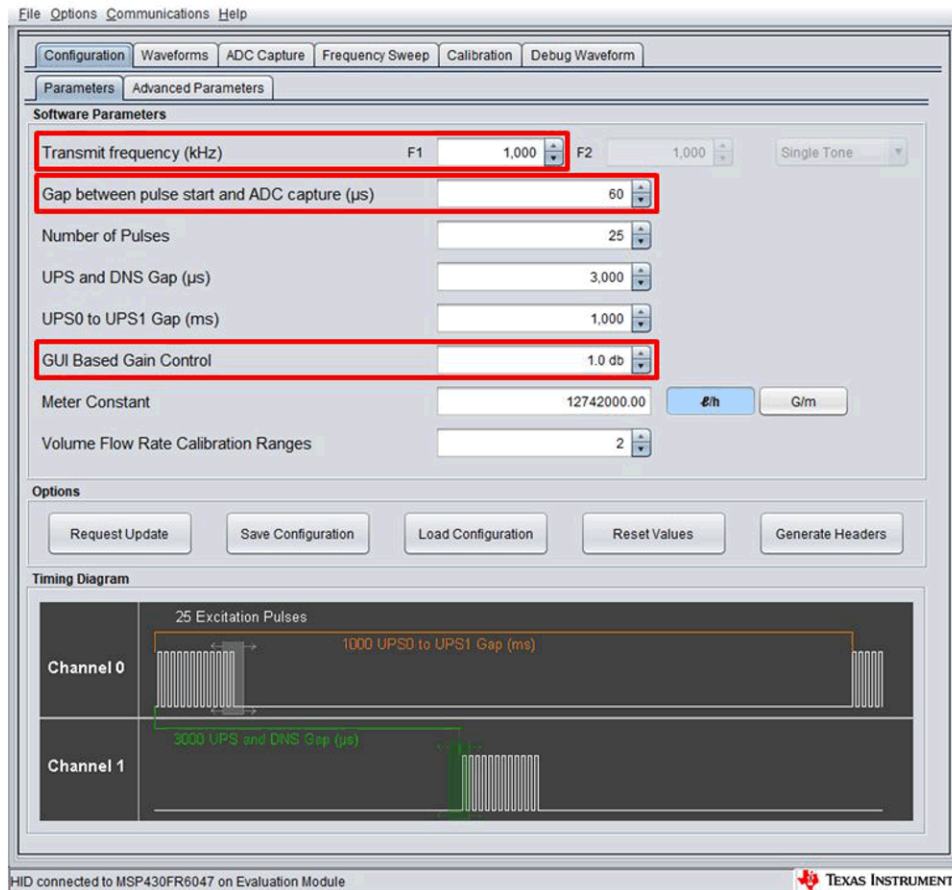 File Options Communications Help
Configuration Waveforms ADC Capture Frequency Sweep Calibration Debug Waveform
Parameters Advanced Parameters
Software Parameters
Transmit frequency (kHz) F1 1,000 F2 1,000 Single Tone
Gap between pulse start and ADC capture (µs) 60
Number of Pulses 25
UPS and DNS Gap (µs) 3,000
UPS0 to UPS1 Gap (ms) 1,000
GUI Based Gain Control 1.0 db
Meter Constant 12742000.00 ℓ/h G/m
Volume Flow Rate Calibration Ranges 2
Options
Request Update Save Configuration Load Configuration Reset Values Generate Headers
Timing Diagram
25 Excitation Pulses
1000 UPS0 to UPS1 Gap (ms)
Channel 0
3000 UPS and DNS Gap (µs)
Channel 1
HID connected to MSP430FR6047 on Evaluation Module TEXAS INSTRUMENT